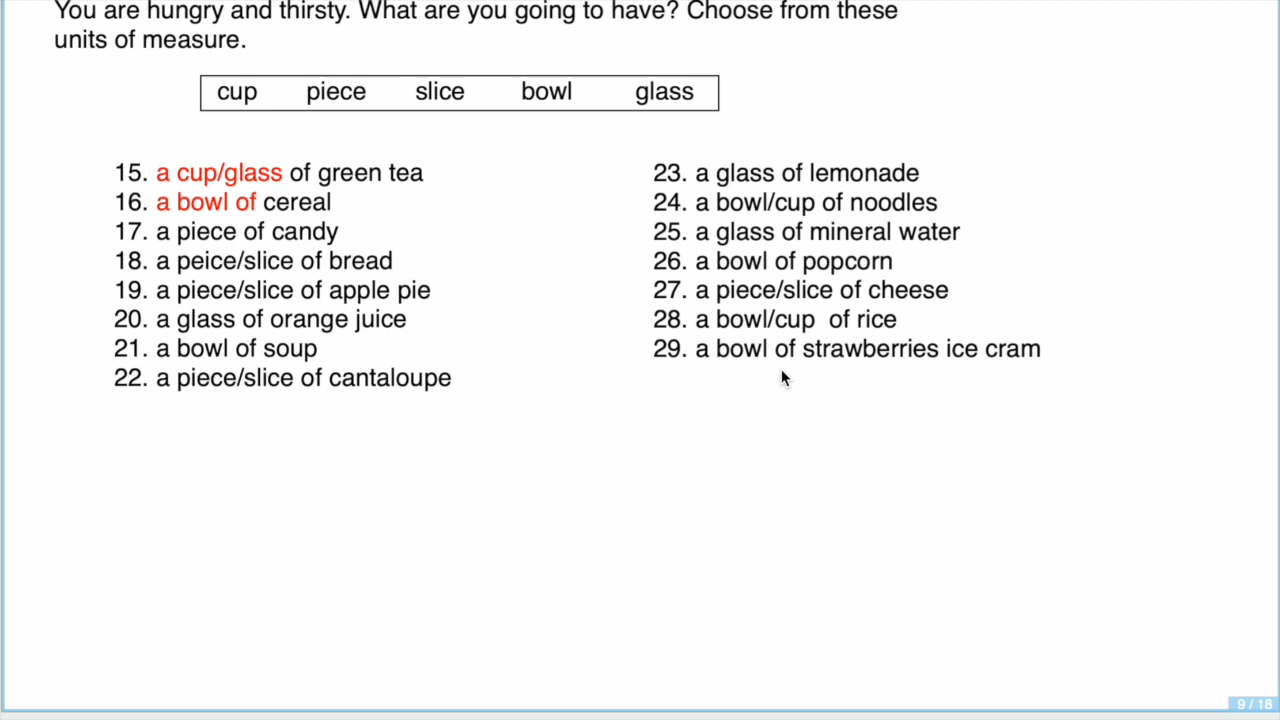 You are hungry and thirsty. What are you going to have? Choose from these
units of measure.
cup piece slice bowl glass
15. a cup/glass of green tea
16. a bowl of cereal
17. a piece of candy
18. a peice/slice of bread
19. a piece/slice of apple pie
20. a glass of orange juice
21. a bowl of soup
22. a piece/slice of cantaloupe
23. a glass of lemonade
24. a bowl/cup of noodles
25. a glass of mineral water
26. a bowl of popcorn
27. a piece/slice of cheese
28. a bowl/cup  of rice
29. a bowl of strawberries ice cram
9 / 18